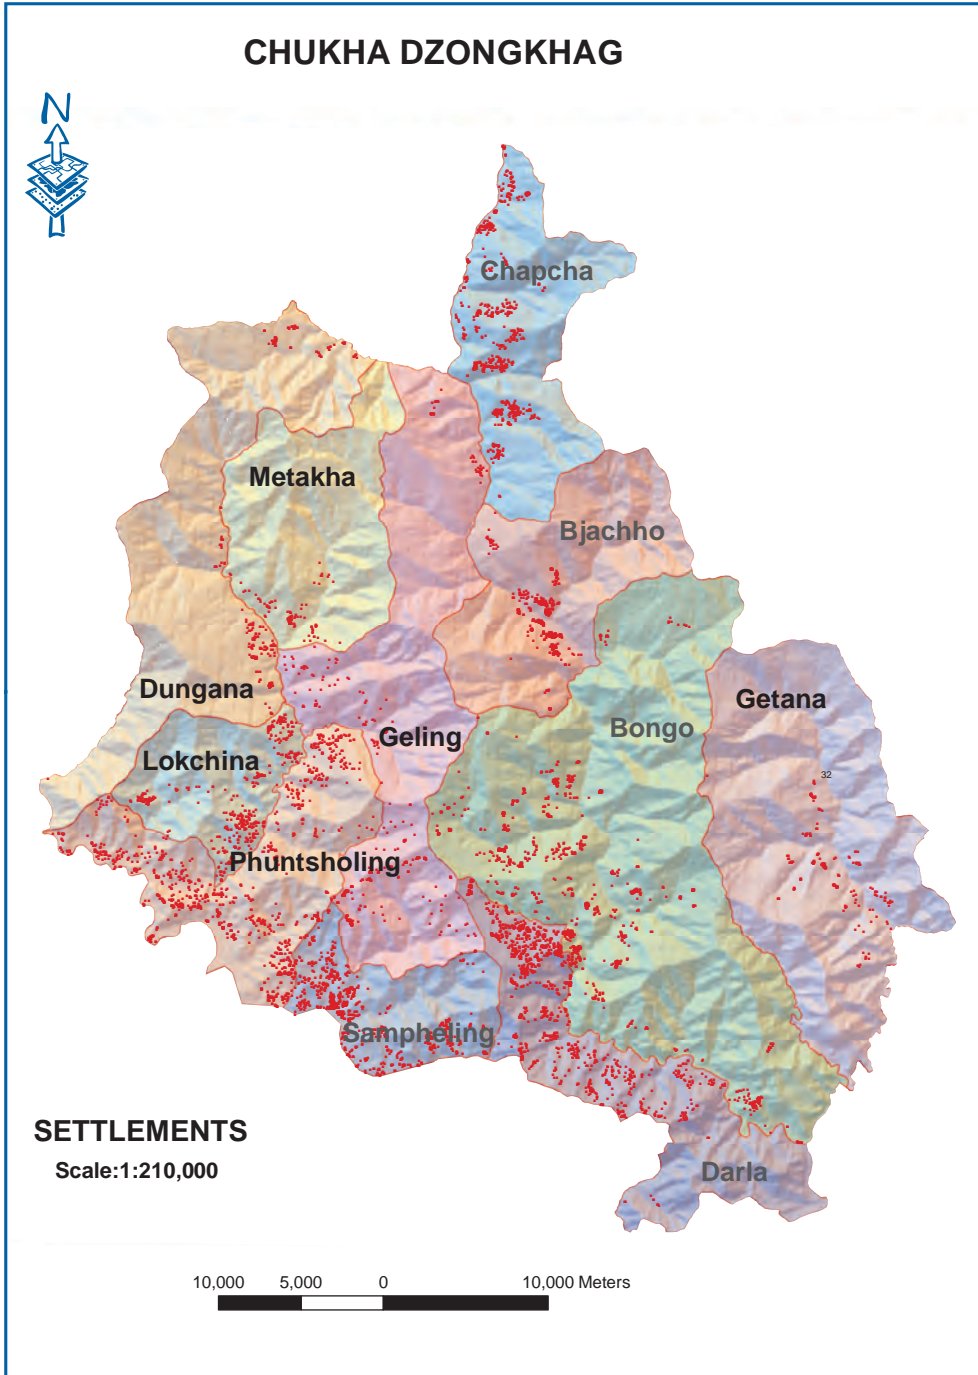 CHUKHA DZONGKHAG
N
Chapcha
Metakha
Bjachho
Dungana
Getana
Geling
Bongo
Lokchina
32
Phuntsholing
Sampheling
SETTLEMENTS
Scale:1:210,000
Darla
10,000 5,000 0 10,000 Meters